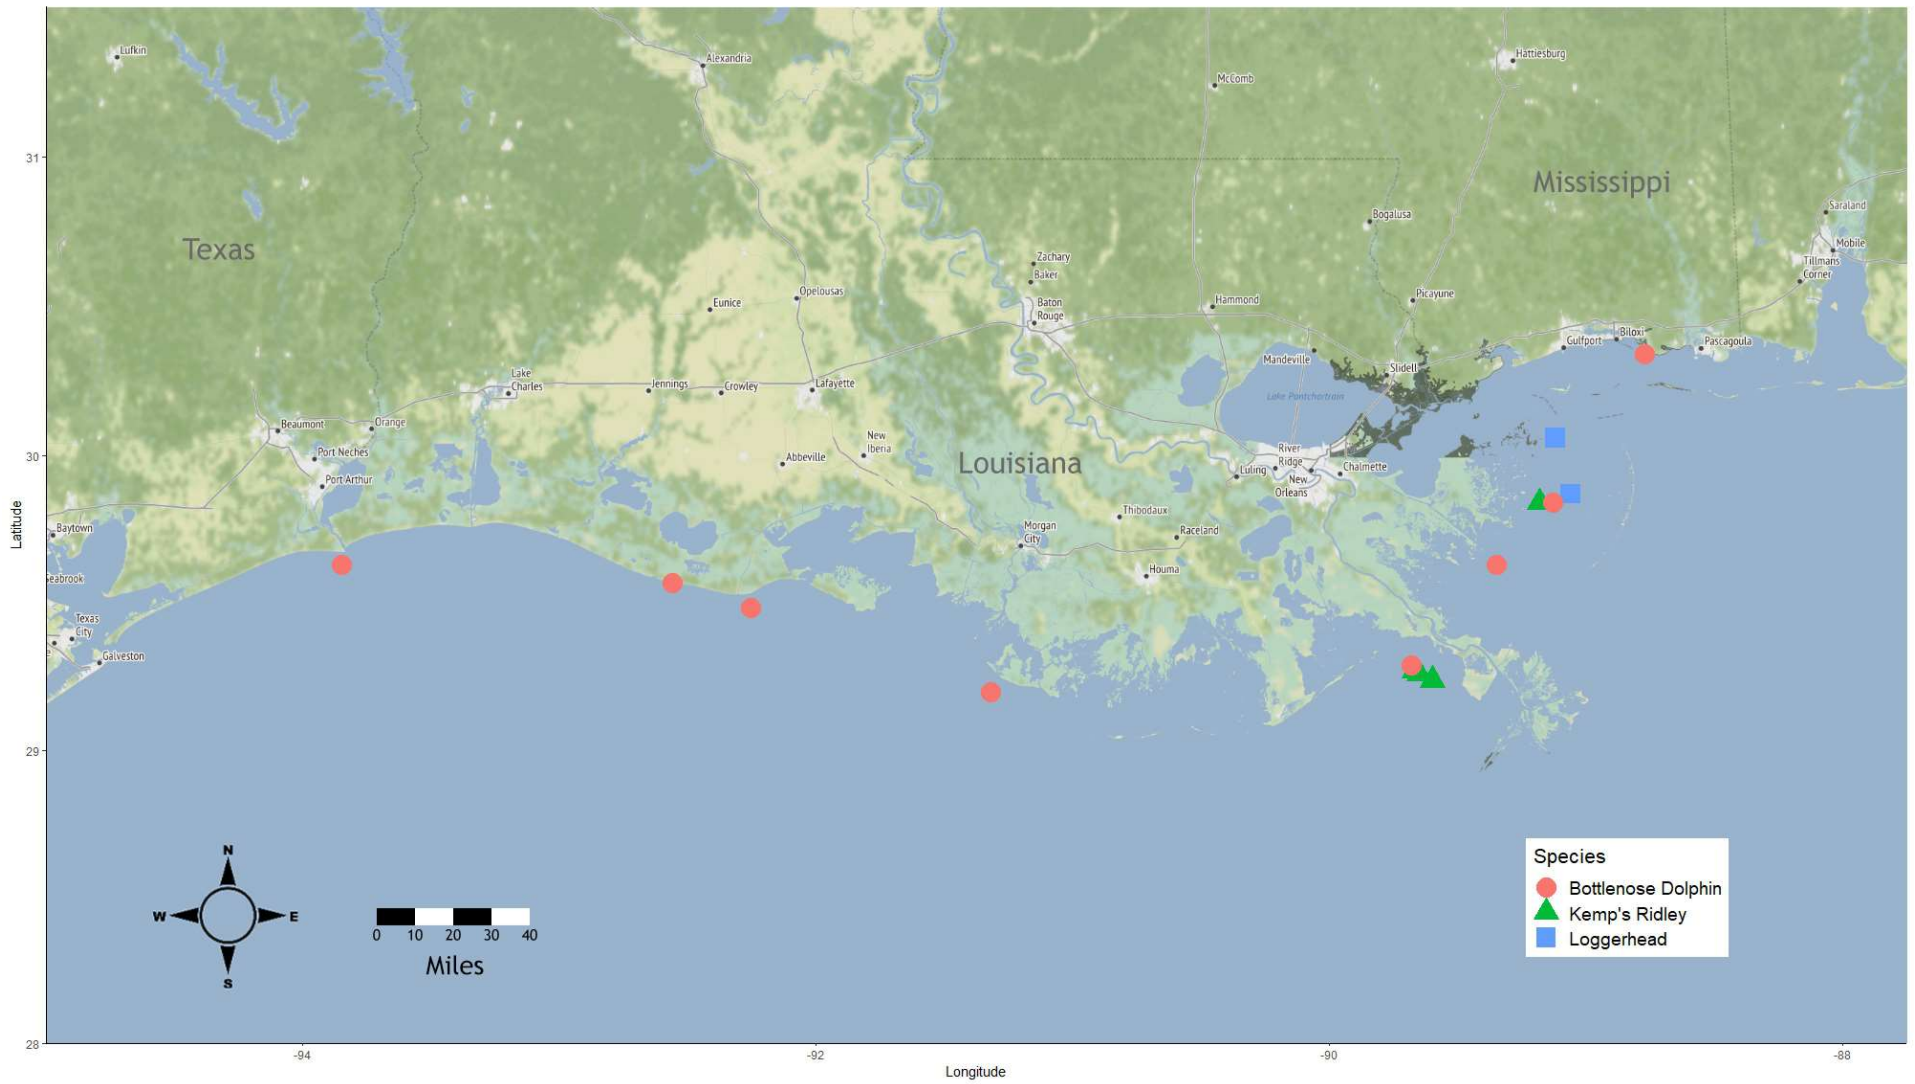 Lufkin
Alexandria
McComb
Hattiesburg
31
Mississippi
Texas
Bogalusa
Saraland
Mobile
Tillmans
Corner
Zachary
Baker
Baton
Rouge
Eunice
Opelousas
Hammond
Picayune
Biloxi
Gulfport
Pascagoula
Mandeville
Slidell
Lake
Charles
Jennings
Crowley
Lafayette
Lake Pontchartrain
Beaumont
Orange
Port Neches
Port Arthur
New
Iberia
Abbeville
30
Louisiana
River
Ridge
Luling
New
Orleans
Chalmette
Latitude
Baytown
Thibodaux
Raceland
Morgan
City
Houma
Seabrook
Texas
City
e
Galveston
29
N
W
E
S
0 10 20 30 40
Miles
Species
Bottlenose Dolphin
Kemp's Ridley
Loggerhead
28
-94
-92
-90
-88
Longitude